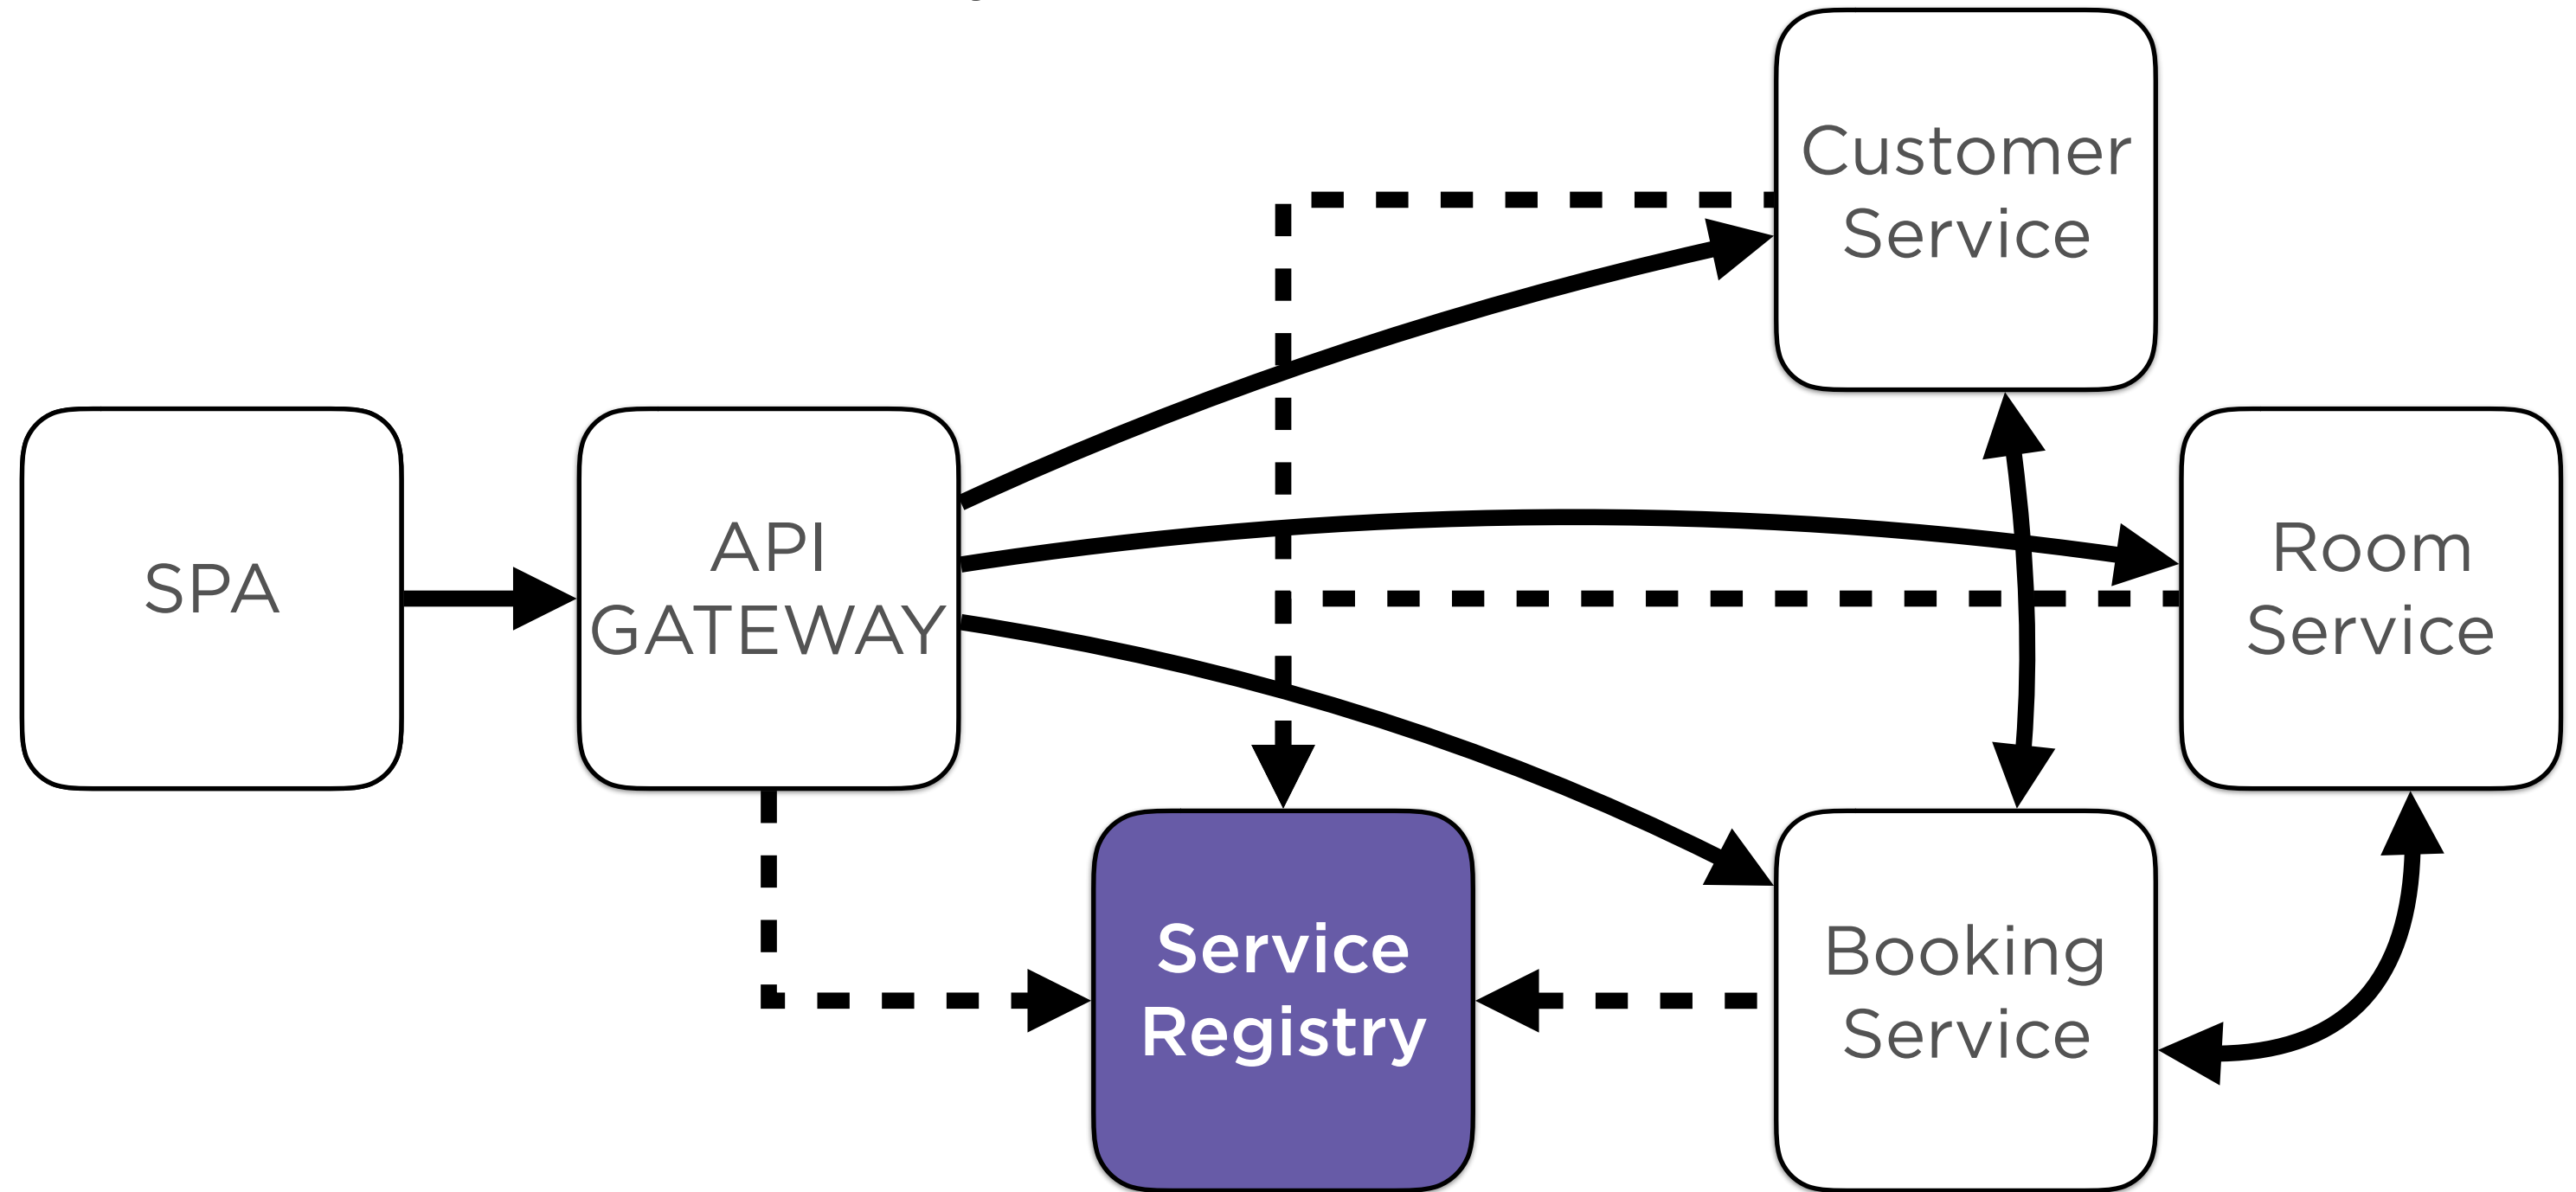 Customer
Service
SPA
API
GATEWAY
Room
Service
Service
Registry
Booking
Service